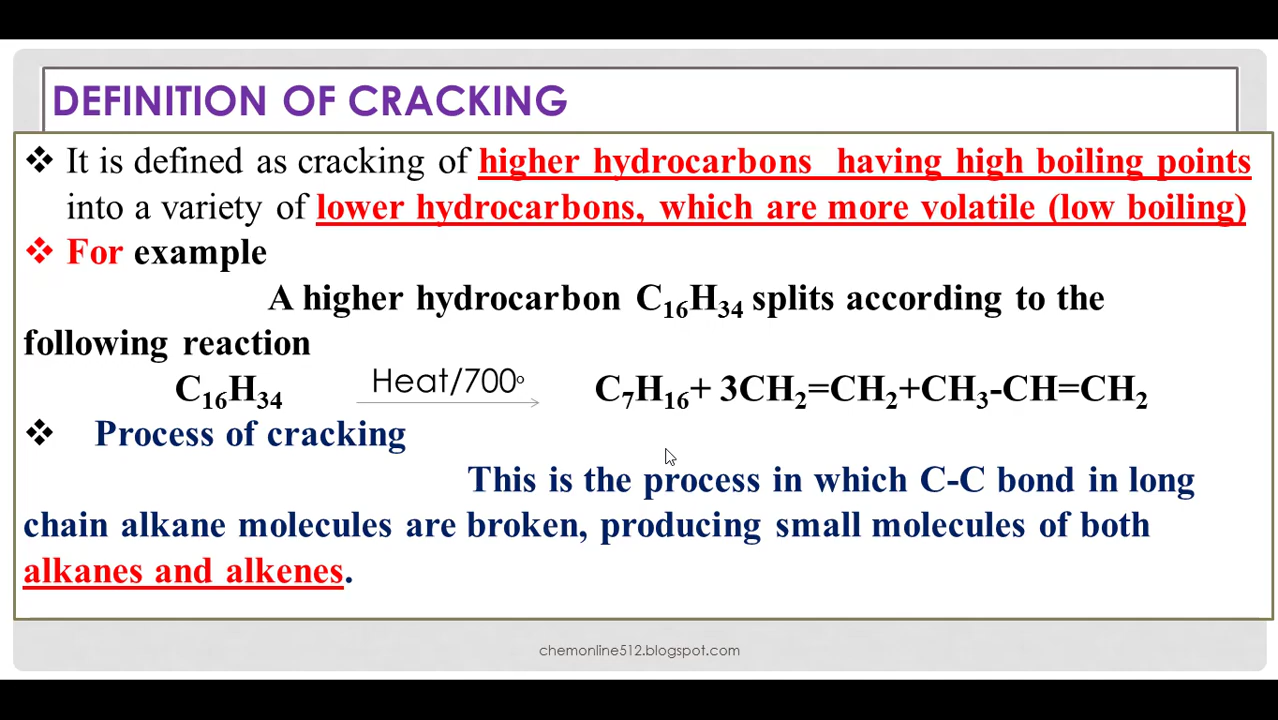 DEFINITION OF CRACKING
❖ It is defined as cracking of higher hydrocarbons having high boiling points
into a variety of lower hydrocarbons, which are more volatile (low boiling)
❖ For example
A higher hydrocarbon C₁₆H₃₄ splits according to the
following reaction
C₁₆H₃₄ Heat/700° C₇H₁₆+ 3CH₂=CH₂+CH₃-CH=CH₂
❖ Process of cracking
This is the process in which C-C bond in long
chain alkane molecules are broken, producing small molecules of both
alkanes and alkenes.
chemonline512.blogspot.com